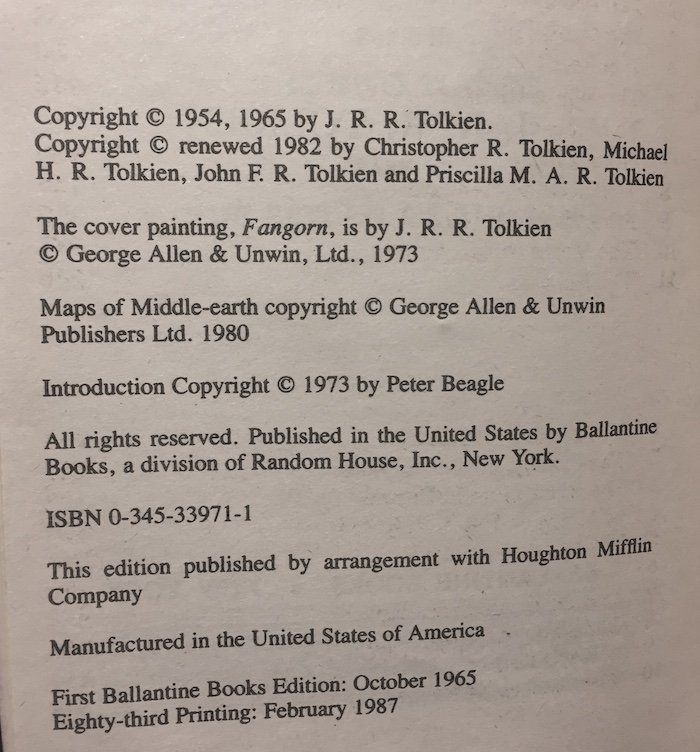 Copyright © 1954, 1965 by J. R. R. Tolkien.
Copyright © renewed 1982 by Christopher R. Tolkien, Michael
H. R. Tolkien, John F. R. Tolkien and Priscilla M. A. R. Tolkien
The cover painting, Fangorn, is by J. R. R. Tolkien
© George Allen & Unwin, Ltd., 1973
Maps of Middle-earth copyright © George Allen & Unwin
Publishers Ltd. 1980
Introduction Copyright © 1973 by Peter Beagle
All rights reserved. Published in the United States by Ballantine
Books, a division of Random House, Inc., New York.
ISBN 0-345-33971-1
This edition published by arrangement with Houghton Mifflin
Company
Manufactured in the United States of America
First Ballantine Books Edition: October 1965
Eighty-third Printing: February 1987